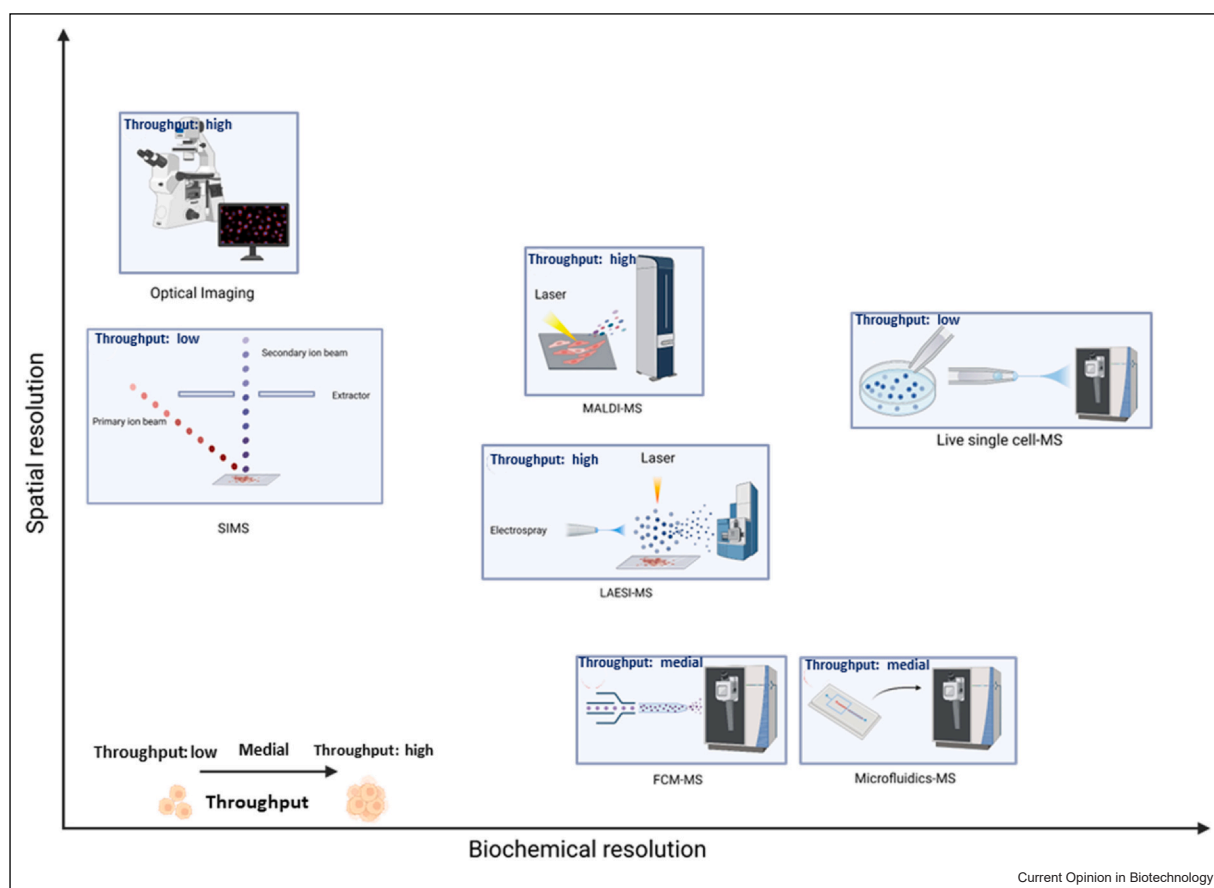 Throughput: high
Optical Imaging
Throughput: low
Secondary ion beam
Extractor
Primary ion beam
SIMS
Throughput: high
Laser
MALDI-MS
Throughput: low
Live single cell-MS
Throughput: high
Laser
Electrospray
LAESI-MS
Throughput: medial
FCM-MS
Throughput: medial
Microfluidics-MS
Throughput: low
Medial
Throughput: high
Throughput
Spatial resolution
Biochemical resolution
Current Opinion in Biotechnology